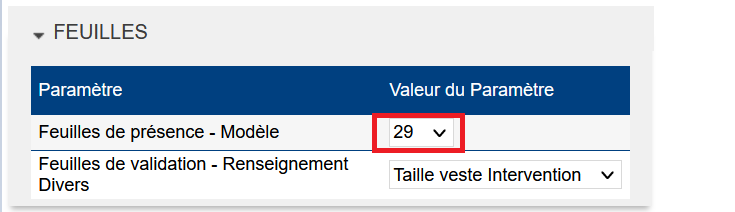 FEUILLES
Paramètre Valeur du Paramètre
Feuilles de présence - Modèle 29
Feuilles de validation - Renseignement
Divers Taille veste Intervention